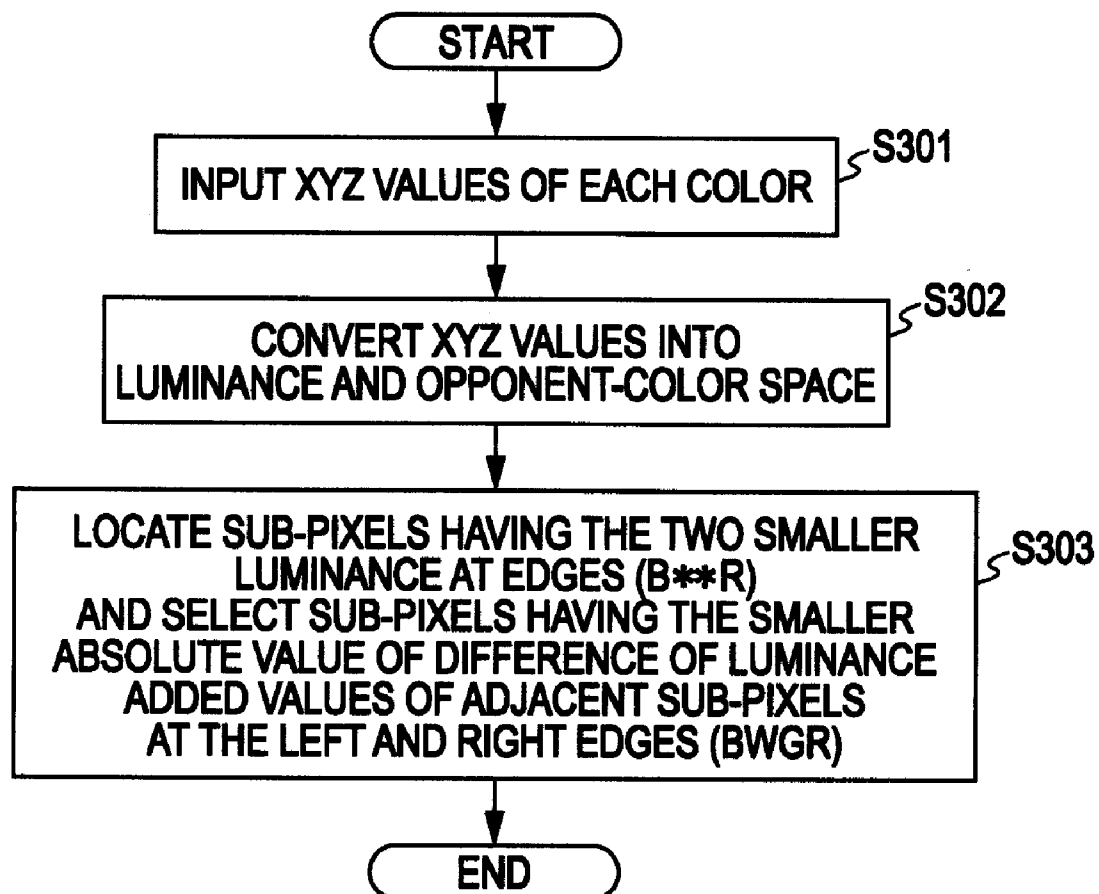 START
INPUT XYZ VALUES OF EACH COLOR
S301
CONVERT XYZ VALUES INTO
LUMINANCE AND OPPONENT-COLOR SPACE
S302
LOCATE SUB-PIXELS HAVING THE TWO SMALLER
LUMINANCE AT EDGES (B**R)
AND SELECT SUB-PIXELS HAVING THE SMALLER
ABSOLUTE VALUE OF DIFFERENCE OF LUMINANCE
ADDED VALUES OF ADJACENT SUB-PIXELS
AT THE LEFT AND RIGHT EDGES (BWGR)
S303
END